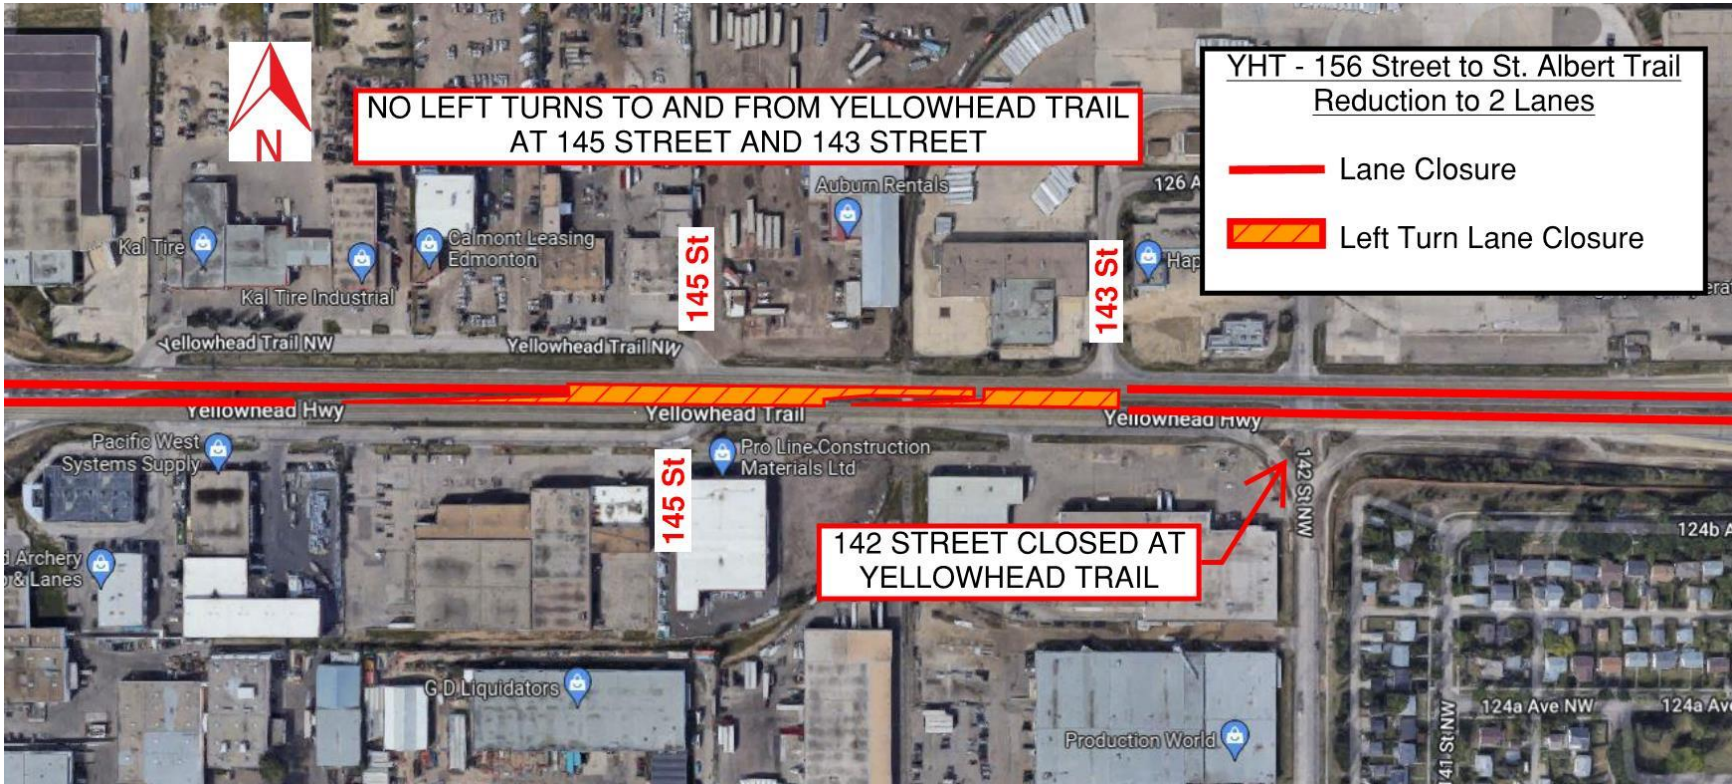 YHT - 156 Street to St. Albert Trail
Reduction to 2 Lanes
Lane Closure
Left Turn Lane Closure
NO LEFT TURNS TO AND FROM YELLOWHEAD TRAIL
AT 145 STREET AND 143 STREET
N
126 A
Auburn Rentals
Kal Tire
Calmont Leasing
Edmonton
Kal Tire Industrial
145 St
143 St
Hap
Yellowhead Trail NW
Yellowhead Trail NW
Yellowhead Hwy
Yellowhead Trail
Yellowhead Hwy
Pacific West
Systems Supply
Pro Line Construction
Materials Ltd
145 St
142 St NW
142 STREET CLOSED AT
YELLOWHEAD TRAIL
124b A
d Archery
& Lanes
G D Liquidators
Production World
141 St NW
124a Ave NW
124a Ave